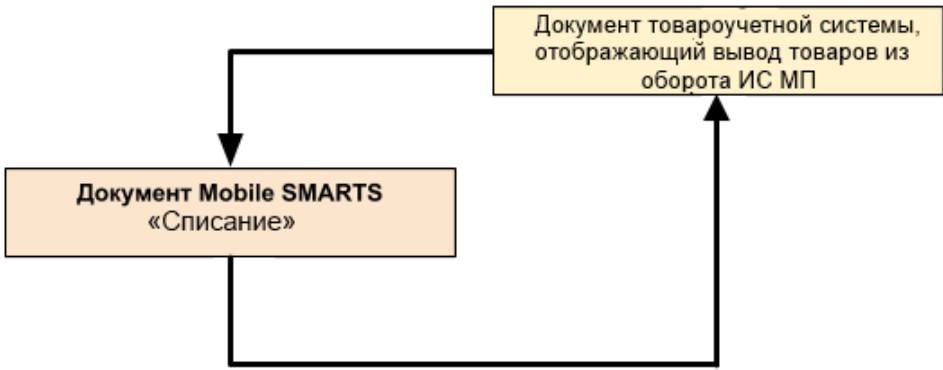 Документ товароучетной системы,
отображающий вывод товаров из
оборота ИС МП
Документ Mobile SMARTS
«Списание»